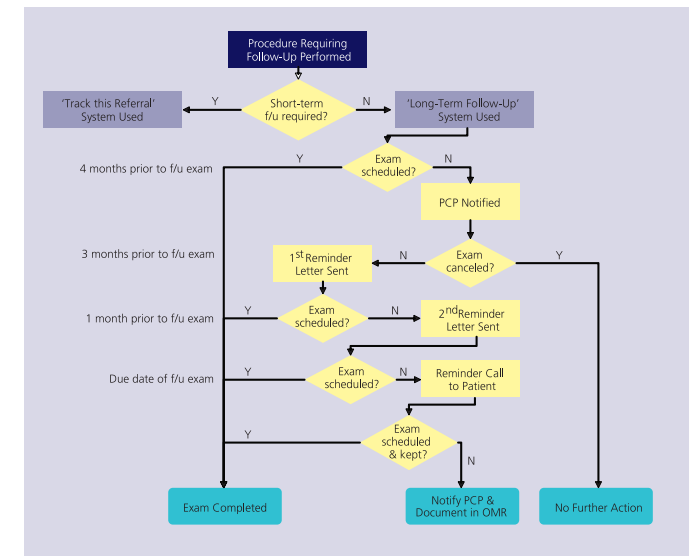 Procedure Requiring
Follow-Up Performed
'Track this Referral'
System Used
Y
Short-term
f/u required?
N
'Long-Term Follow-Up'
System Used
4 months prior to f/u exam
Y
Exam
scheduled?
N
PCP Notified
3 months prior to f/u exam
1st Reminder
Letter Sent
N
Exam
canceled?
Y
1 month prior to f/u exam
Y
Exam
scheduled?
N
2nd Reminder
Letter Sent
Due date of f/u exam
Y
Exam
scheduled?
N
Reminder Call
to Patient
Y
Exam
scheduled
& kept?
N
Exam Completed
Notify PCP &
Document in OMR
No Further Action